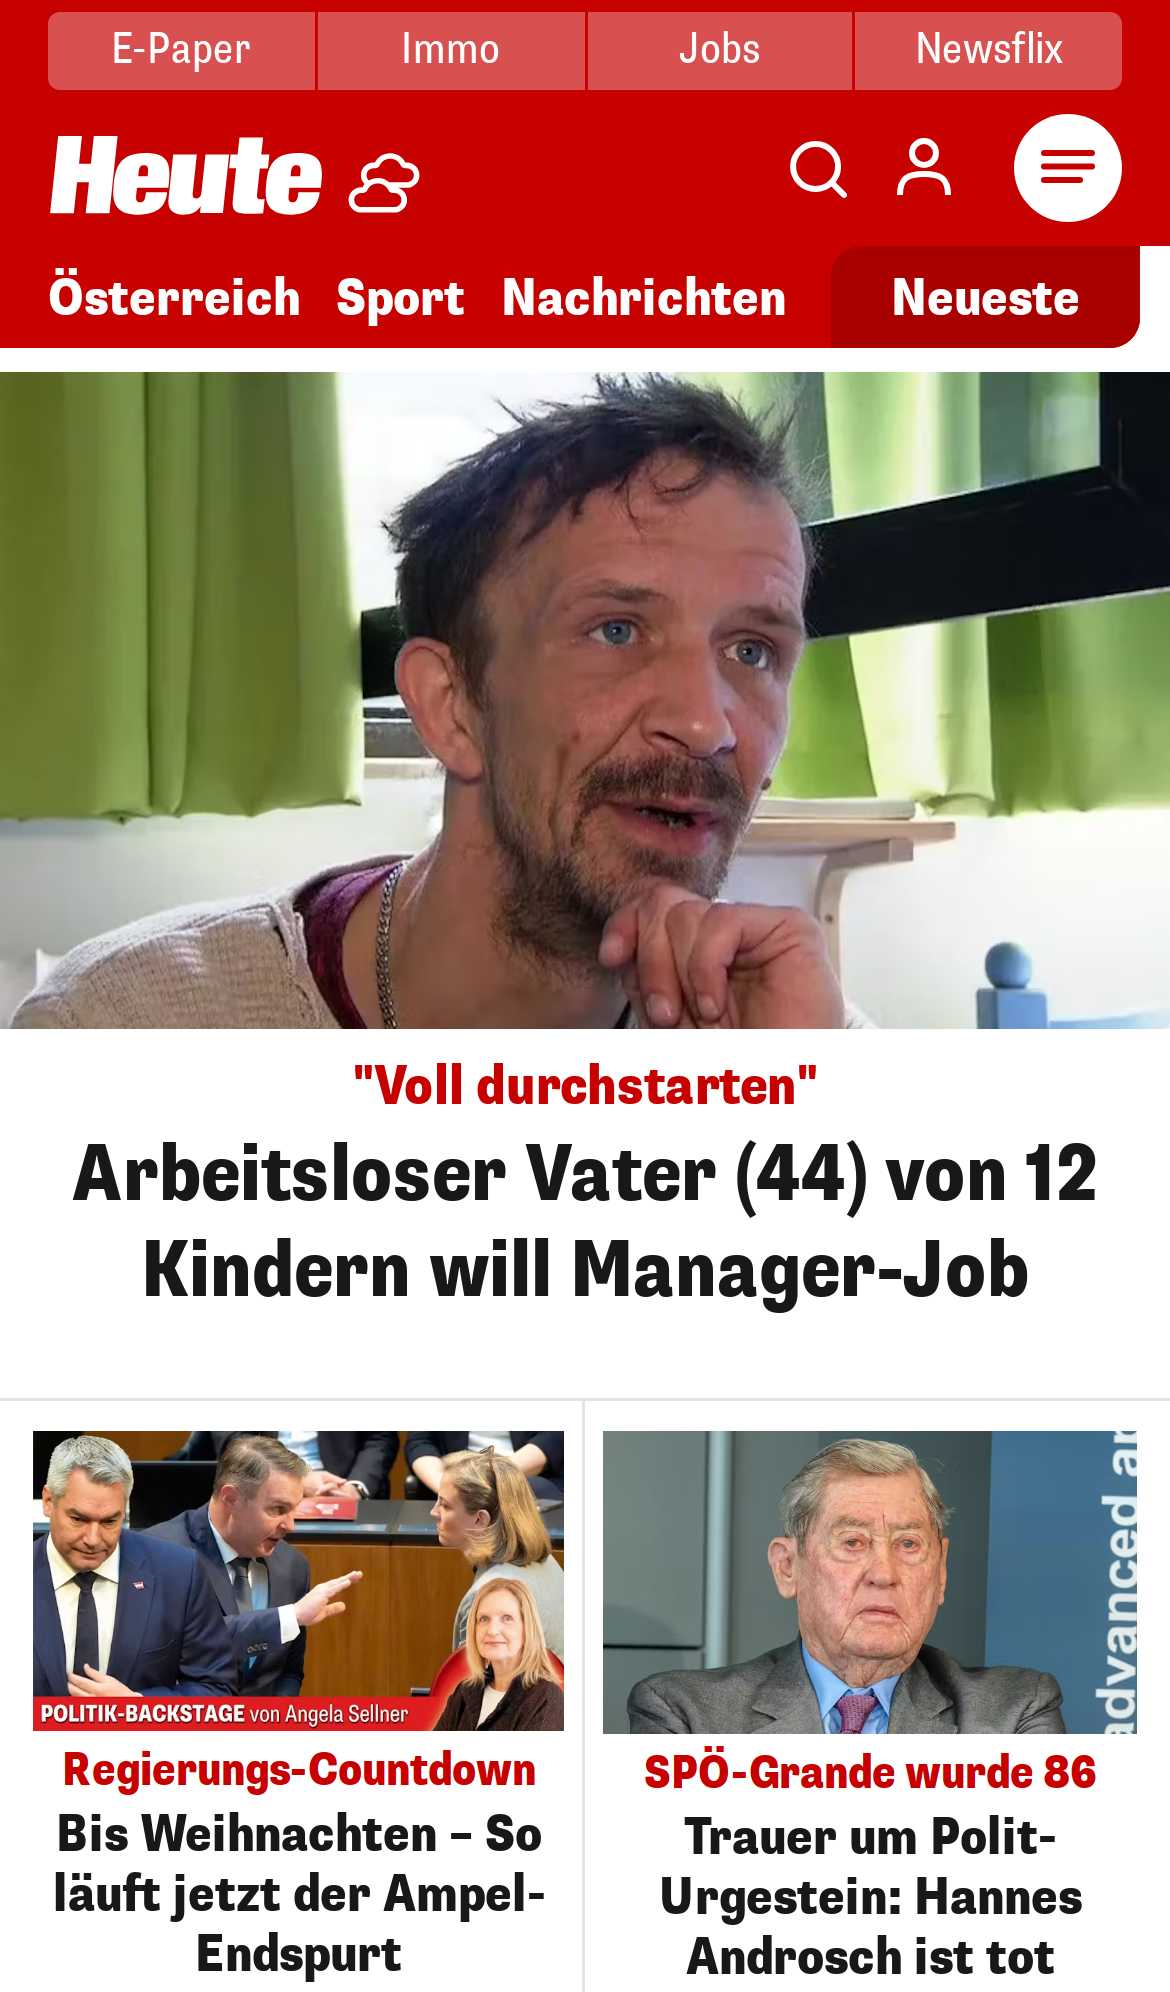 E-Paper
Immo
Jobs
Newsflix
Heute
Österreich
Sport
Nachrichten
Neueste
"Voll durchstarten"
Arbeitsloser Vater (44) von 12
Kindern will Manager-Job
POLITIK-BACKSTAGE von Angela Sellner
Regierungs-Countdown
Bis Weihnachten – So
läuft jetzt der Ampel-
Endspurt
advanced
SPÖ-Grande wurde 86
Trauer um Polit-
Urgestein: Hannes
Androsch ist tot